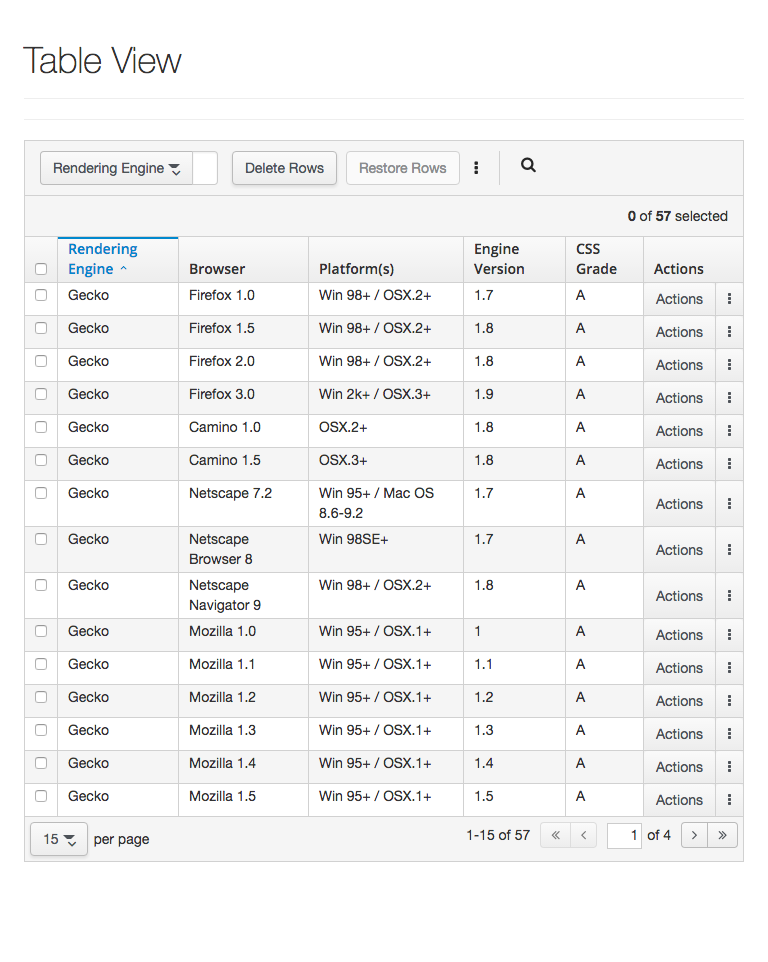 Table View
Rendering Engine Delete Rows Restore Rows
0 of 57 selected
Rendering
Engine Browser Platform(s) Engine
Version CSS
Grade Actions
Gecko Firefox 1.0 Win 98+ / OSX.2+ 1.7 A Actions
Gecko Firefox 1.5 Win 98+ / OSX.2+ 1.8 A Actions
Gecko Firefox 2.0 Win 98+ / OSX.2+ 1.8 A Actions
Gecko Firefox 3.0 Win 2k+ / OSX.3+ 1.9 A Actions
Gecko Camino 1.0 OSX.2+ 1.8 A Actions
Gecko Camino 1.5 OSX.3+ 1.8 A Actions
Gecko Netscape 7.2 Win 95+ / Mac OS
8.6-9.2 1.7 A Actions
Gecko Netscape
Browser 8 Win 98SE+ 1.7 A Actions
Gecko Netscape
Navigator 9 Win 98+ / OSX.2+ 1.8 A Actions
Gecko Mozilla 1.0 Win 95+ / OSX.1+ 1 A Actions
Gecko Mozilla 1.1 Win 95+ / OSX.1+ 1.1 A Actions
Gecko Mozilla 1.2 Win 95+ / OSX.1+ 1.2 A Actions
Gecko Mozilla 1.3 Win 95+ / OSX.1+ 1.3 A Actions
Gecko Mozilla 1.4 Win 95+ / OSX.1+ 1.4 A Actions
Gecko Mozilla 1.5 Win 95+ / OSX.1+ 1.5 A Actions
15 per page 1-15 of 57 « < 1 of 4 > »